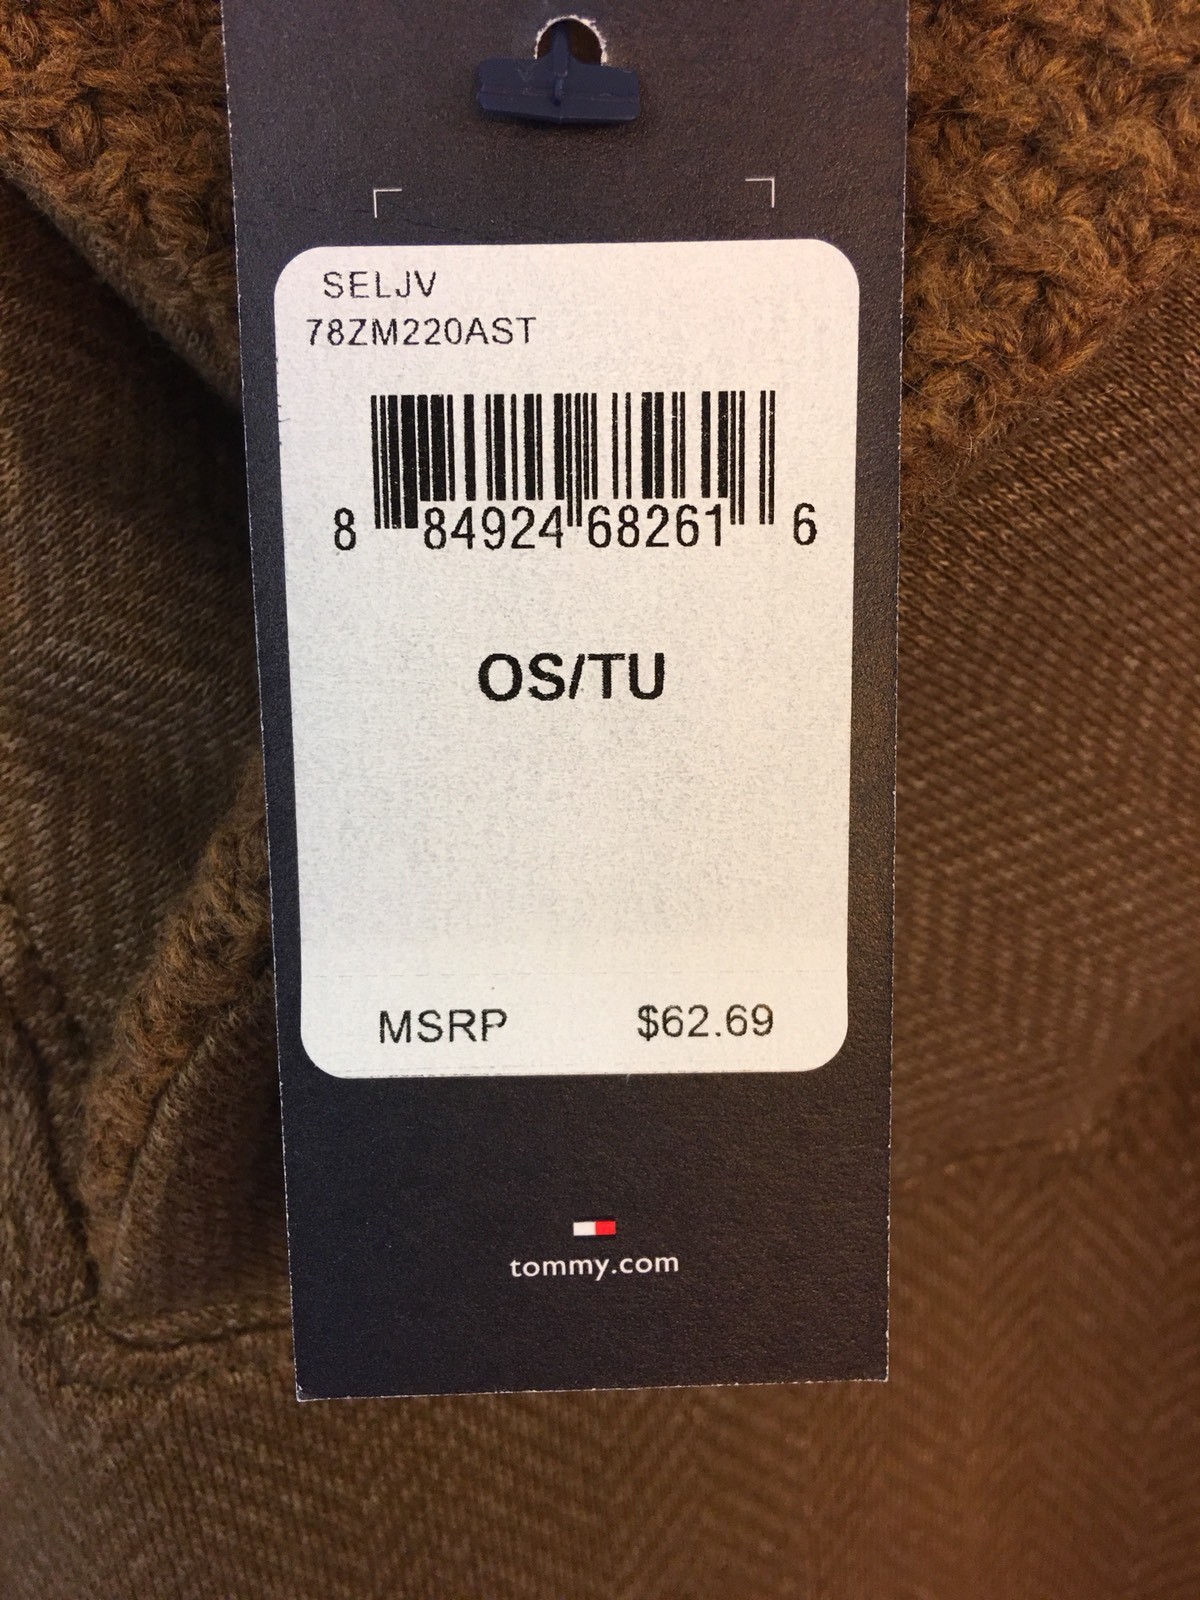 SELJV
78ZM220AST
8 84924 68261 6
OS/TU
MSRP $62.69
tommy.com